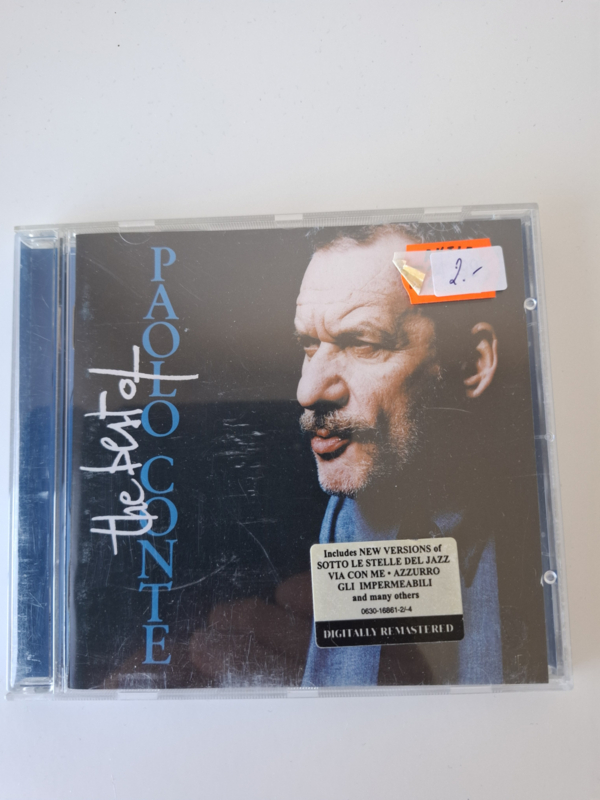 the best of
PAOLO CONTE
2.-
Includes NEW VERSIONS of
SOTTO LE STELLE DEL JAZZ
VIA CON ME • AZZURRO
GLI IMPERMEABILI
and many others
0630-16861-2/-4
DIGITALLY REMASTERED